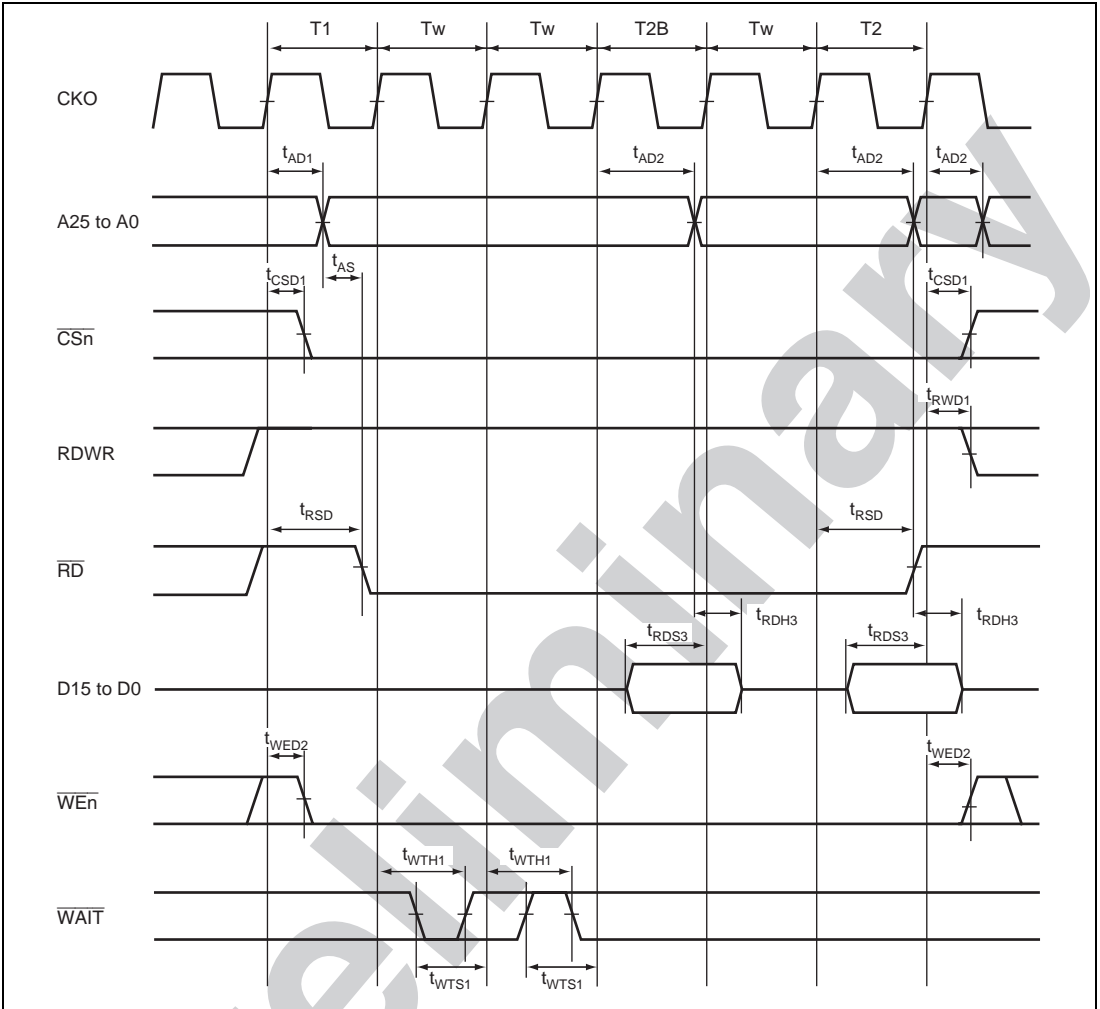 T1 Tw Tw T2B Tw T2
CKO
tAD1 tAD2 tAD2 tAD2
A25 to A0
tCSD1 tAS tCSD1
CSn
tRWD1
RDWR
tRSD tRSD
RD
tRDH3 tRDH3
tRDS3 tRDS3
D15 to D0
tWED2 tWED2
WEn
tWTH1 tWTH1
WAIT
tWTS1 tWTS1
eliminary